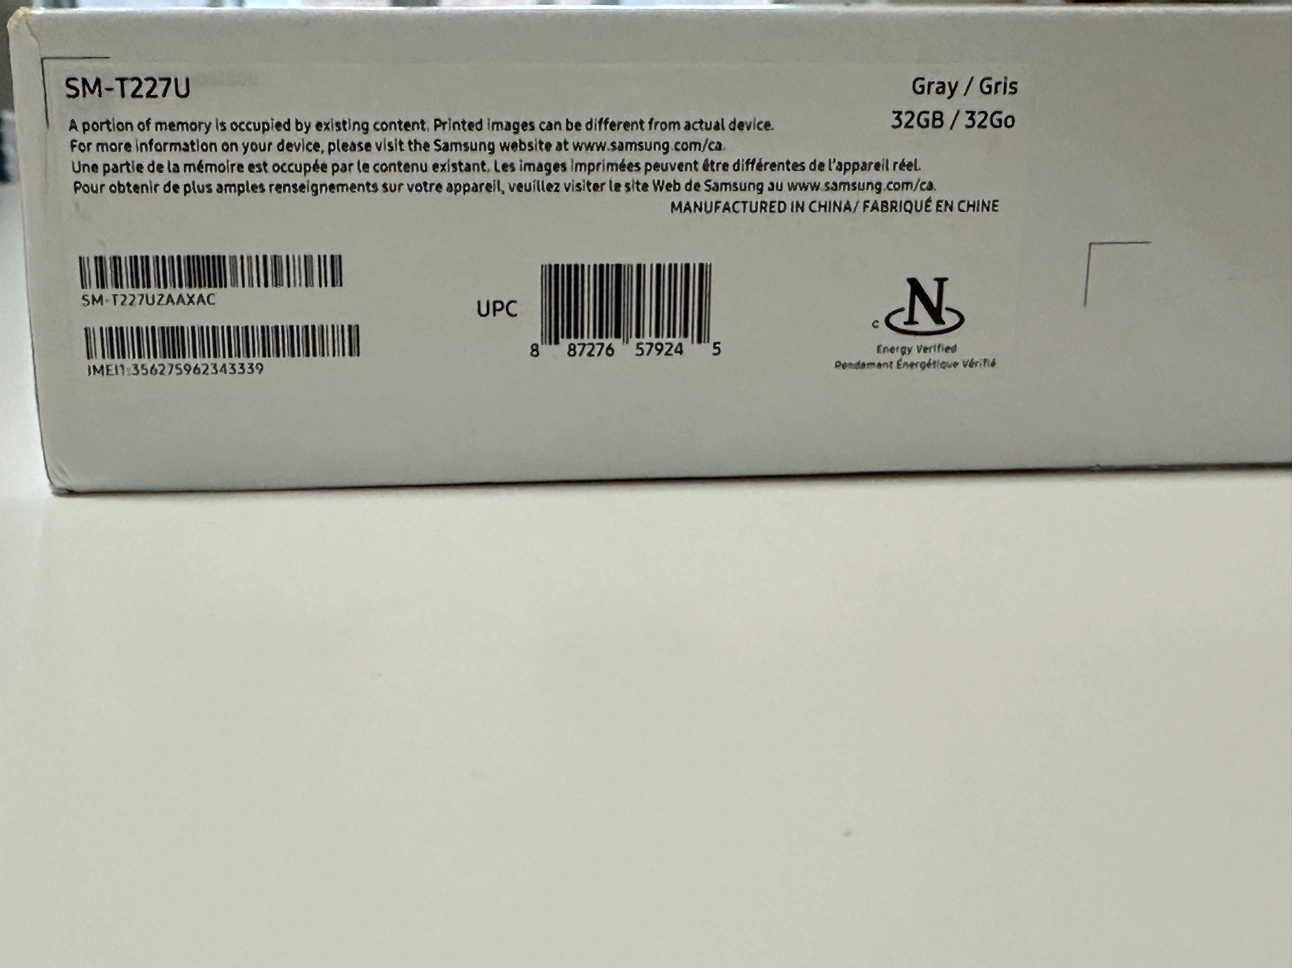 SM-T227U
Gray / Gris
32GB / 32Go
A portion of memory is occupied by existing content. Printed images can be different from actual device.
For more information on your device, please visit the Samsung website at www.samsung.com/ca.
Une partie de la mémoire est occupée par le contenu existant. Les images imprimées peuvent être différentes de l'appareil réel.
Pour obtenir de plus amples renseignements sur votre appareil, veuillez visiter le site Web de Samsung au www.samsung.com/ca.
MANUFACTURED IN CHINA/ FABRIQUÉ EN CHINE
SM-T227UZAAXAC
IMEI1:356275962343339
UPC
8 87276 57924 5
c N
Energy Verified
Rendement Énergétique Vérifié